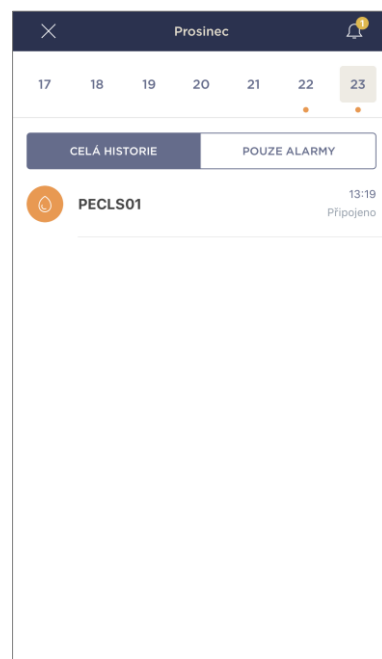 Prosinec
1
17 18 19 20 21 22 23
CELÁ HISTORIE POUZE ALARMY
PECLS01 13:19
Připojeno